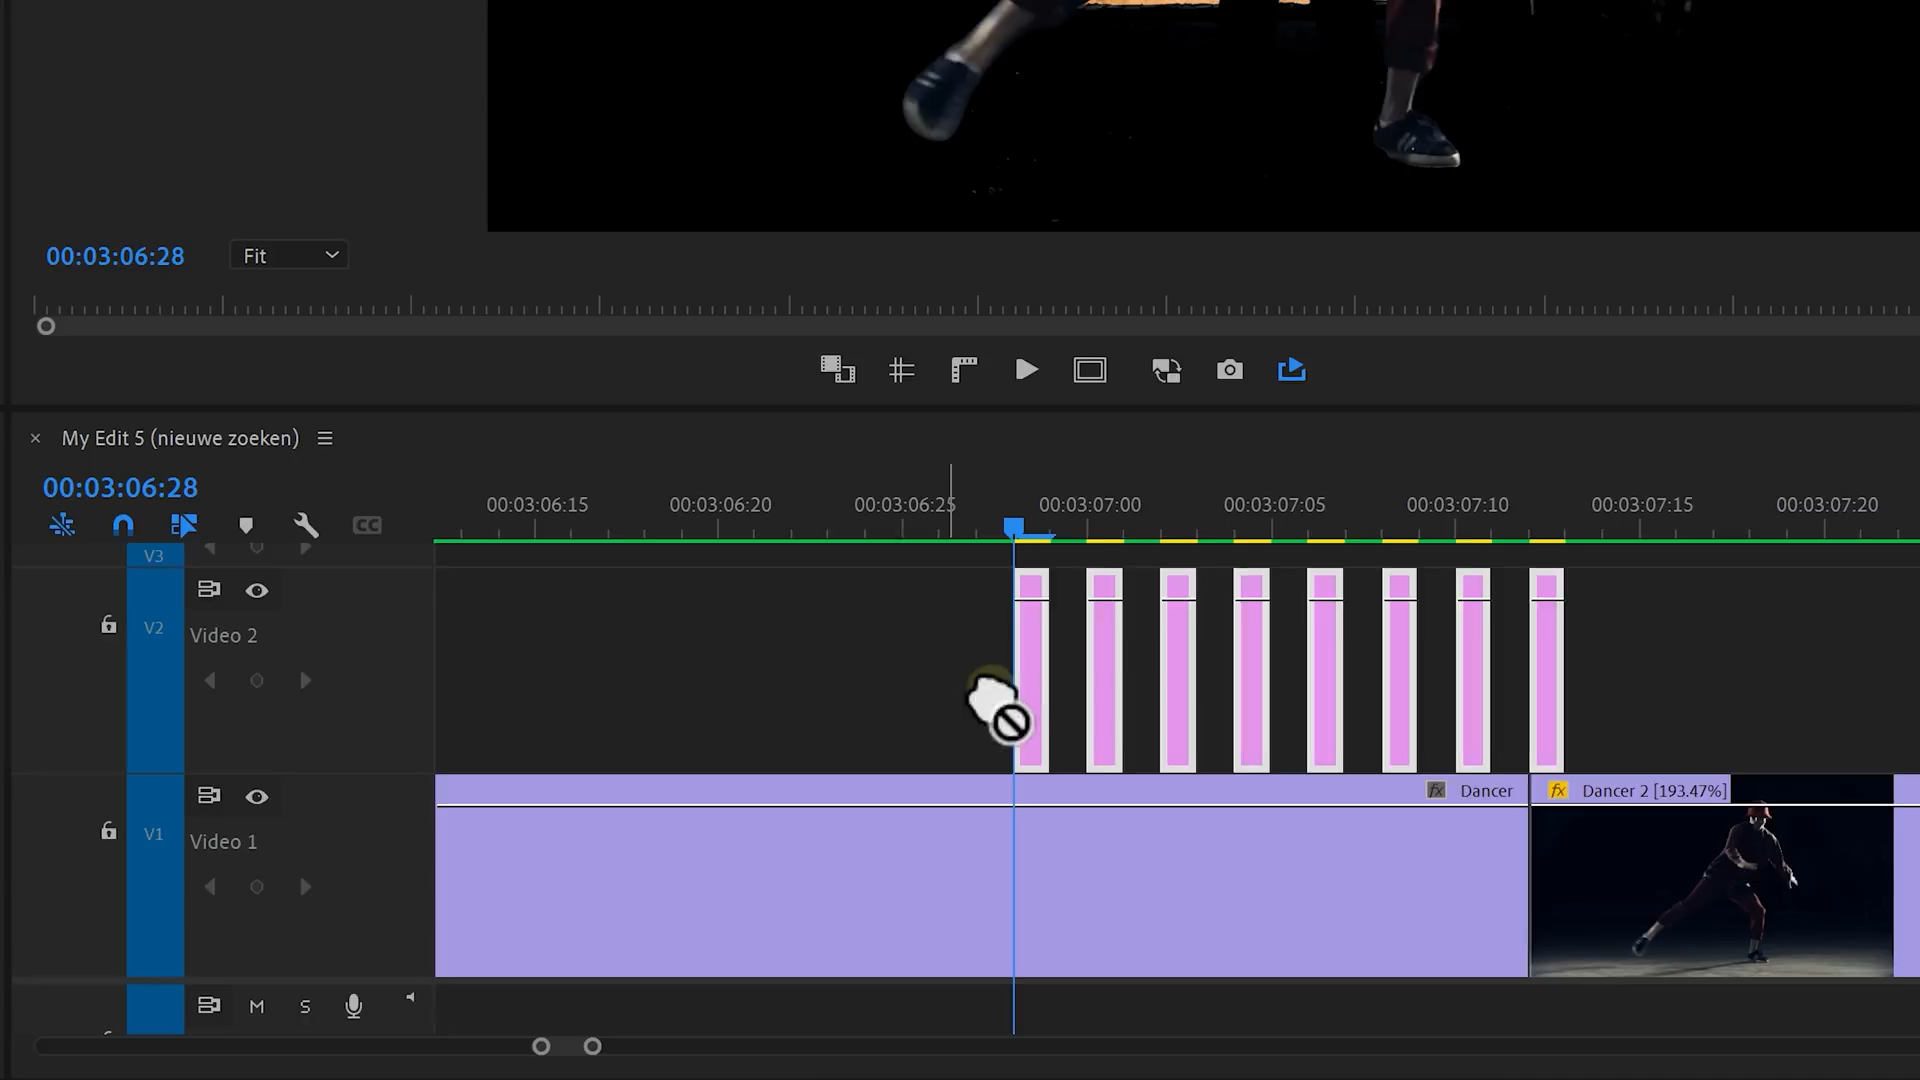 00:03:06:28
Fit
My Edit 5 (nieuwe zoeken)
00:03:06:28
00:03:06:15
00:03:06:20
00:03:06:25
00:03:07:00
00:03:07:05
00:03:07:10
00:03:07:15
00:03:07:20
CC
V3
V2
Video 2
fx Dancer
fx Dancer 2 [193.47%]
V1
Video 1
M
S